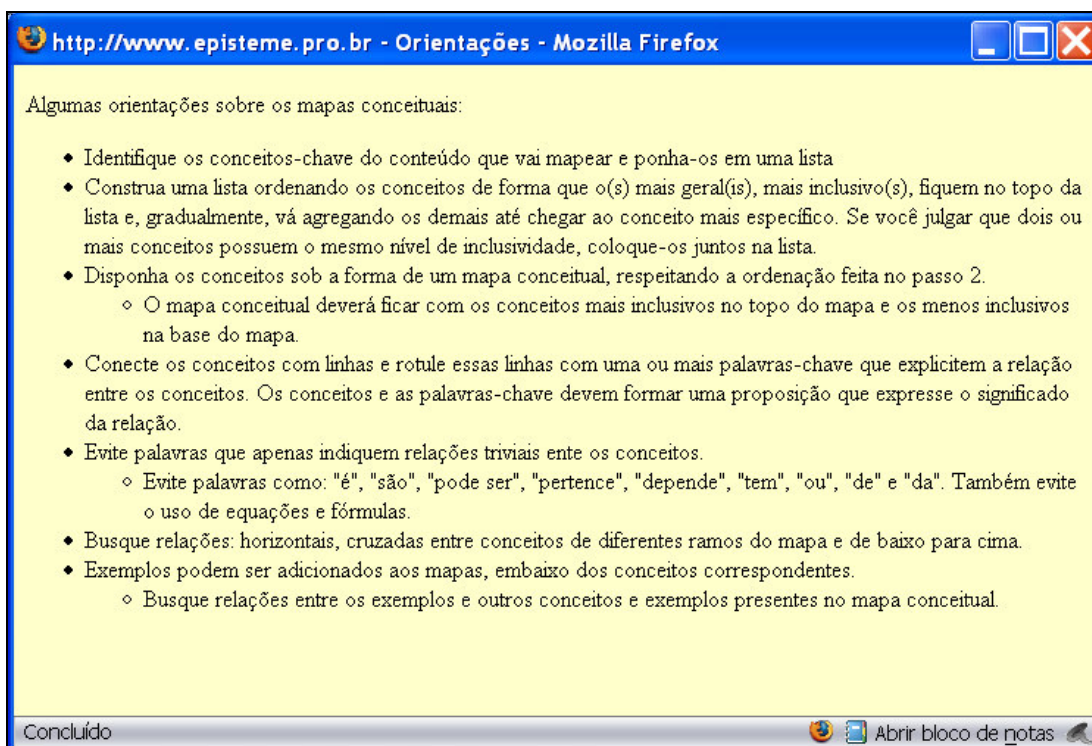 http://www.episteme.pro.br - Orientações - Mozilla Firefox
Algumas orientações sobre os mapas conceituais:
Identifique os conceitos-chave do conteúdo que vai mapear e ponha-os em uma lista
Construa uma lista ordenando os conceitos de forma que o(s) mais geral(is), mais inclusivo(s), fiquem no topo da
lista e, gradualmente, vá agregando os demais até chegar ao conceito mais específico. Se você julgar que dois ou
mais conceitos possuem o mesmo nível de inclusividade, coloque-os juntos na lista.
Disponha os conceitos sob a forma de um mapa conceitual, respeitando a ordenação feita no passo 2.
O mapa conceitual deverá ficar com os conceitos mais inclusivos no topo do mapa e os menos inclusivos
na base do mapa.
Conecte os conceitos com linhas e rotule essas linhas com uma ou mais palavras-chave que explicitem a relação
entre os conceitos. Os conceitos e as palavras-chave devem formar uma proposição que expresse o significado
da relação.
Evite palavras que apenas indiquem relações triviais ente os conceitos.
Evite palavras como: "é", "são", "pode ser", "pertence", "depende", "tem", "ou", "de" e "da". Também evite
o uso de equações e fórmulas.
Busque relações: horizontais, cruzadas entre conceitos de diferentes ramos do mapa e de baixo para cima.
Exemplos podem ser adicionados aos mapas, embaixo dos conceitos correspondentes.
Busque relações entre os exemplos e outros conceitos e exemplos presentes no mapa conceitual.
Concluído
Abrir bloco de notas